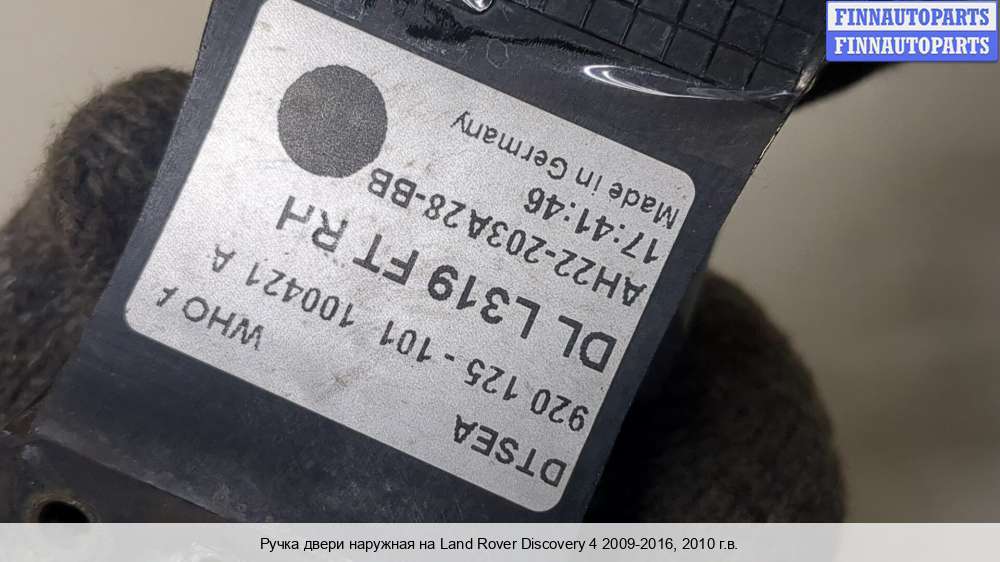 FINNAUTOPARTS
FINNAUTOPARTS
DTSEA
920 125 - 101 100421 A
WHO A
DL L319 FT RH
AH22-203A28-BB
17:41:46
Made in Germany
Ручка двери наружная на Land Rover Discovery 4 2009-2016, 2010 г.в.